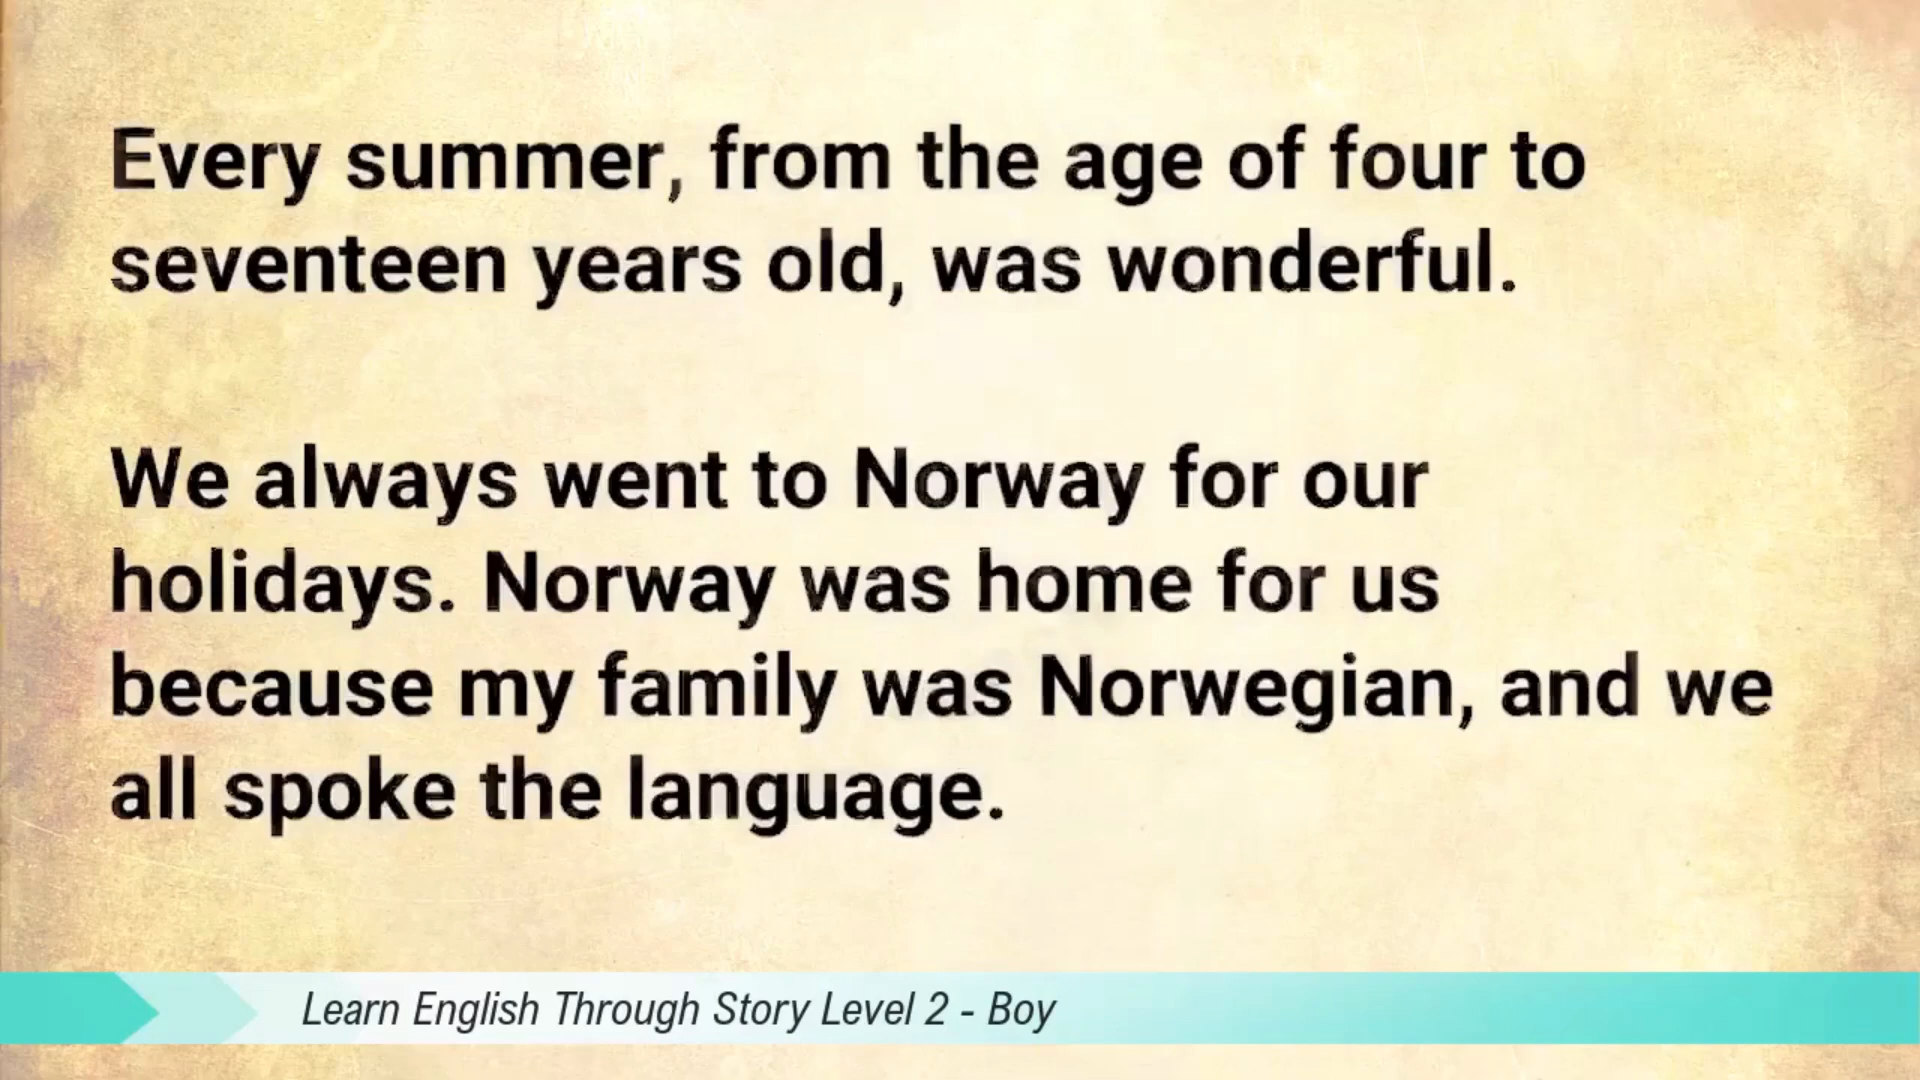 Every summer, from the age of four to
seventeen years old, was wonderful.
We always went to Norway for our
holidays. Norway was home for us
because my family was Norwegian, and we
all spoke the language.
Learn English Through Story Level 2 - Boy